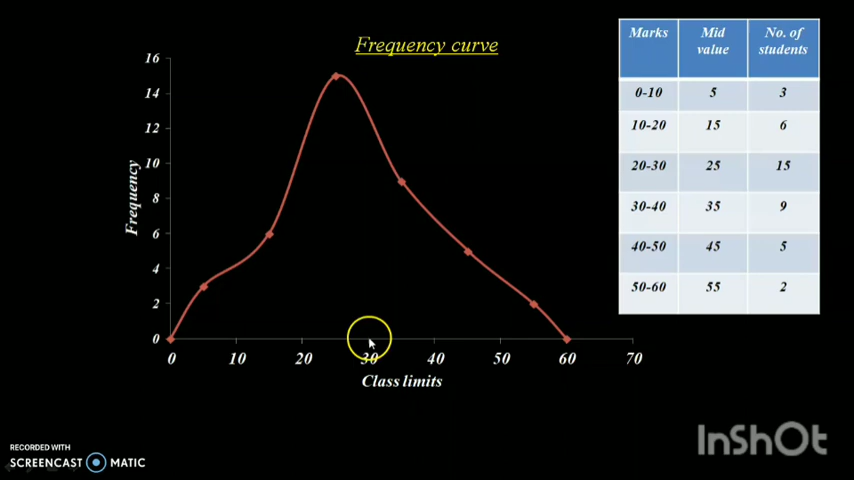 Frequency curve
16
14
12
10
8
6
4
2
0
Frequency
0 10 20 30 40 50 60 70
Class limits
Marks Mid value No. of students
0-10 5 3
10-20 15 6
20-30 25 15
30-40 35 9
40-50 45 5
50-60 55 2
RECORDED WITH
SCREENCAST MATIC
InShOt